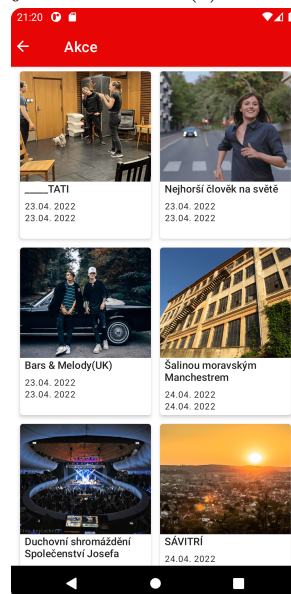 21:20
Akce
_____TATI
23.04. 2022
23.04. 2022
Nejhorší člověk na světě
23.04. 2022
23.04. 2022
Bars & Melody(UK)
23.04. 2022
23.04. 2022
Šalinou moravským
Manchestrem
24.04. 2022
24.04. 2022
Duchovní shromáždění
Společenství Josefa
SÁVITRÍ
24.04. 2022